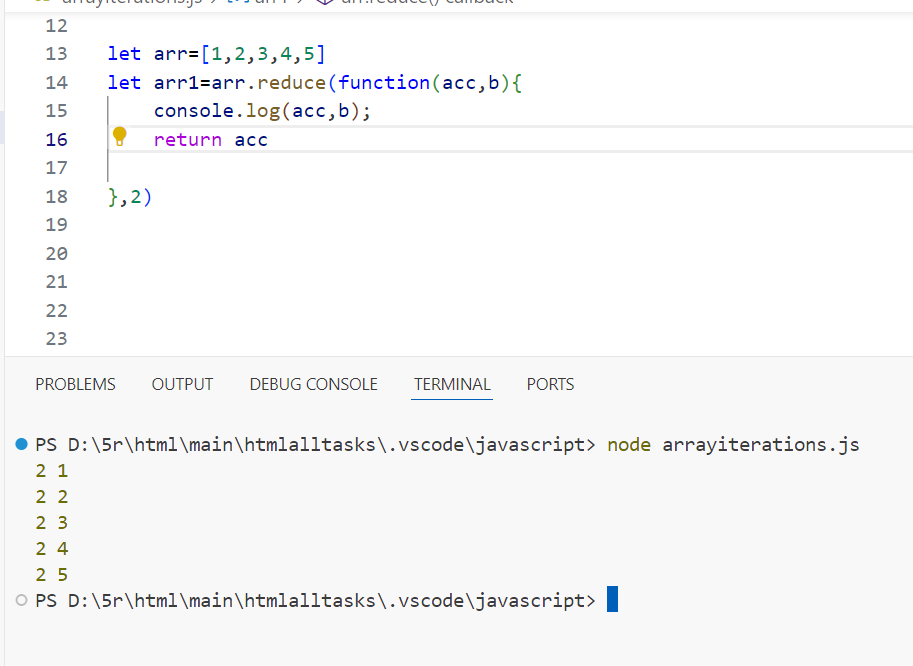 arrayiterations.js > arr1 > arr.reduce() callback
12
13 let arr=[1,2,3,4,5]
14 let arr1=arr.reduce(function(acc,b){
15 console.log(acc,b);
16 return acc
17
18 },2)
19
20
21
22
23
PROBLEMS OUTPUT DEBUG CONSOLE TERMINAL PORTS
PS D:\5r\html\main\htmlalltasks\.vscode\javascript> node arrayiterations.js
2 1
2 2
2 3
2 4
2 5
PS D:\5r\html\main\htmlalltasks\.vscode\javascript>